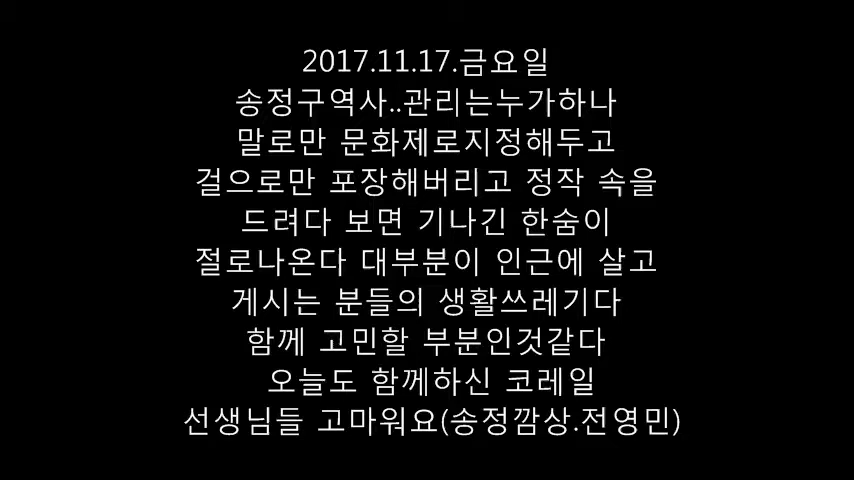 2017.11.17.금요일
송정구역사..관리는누가하나
말로만 문화제로지정해두고
걸으로만 포장해버리고 정작 속을
드려다 보면 기나긴 한숨이
절로나온다 대부분이 인근에 살고
게시는 분들의 생활쓰레기다
함께 고민할 부분인것같다
오늘도 함께하신 코레일
선생님들 고마워요(송정깜상.전영민)